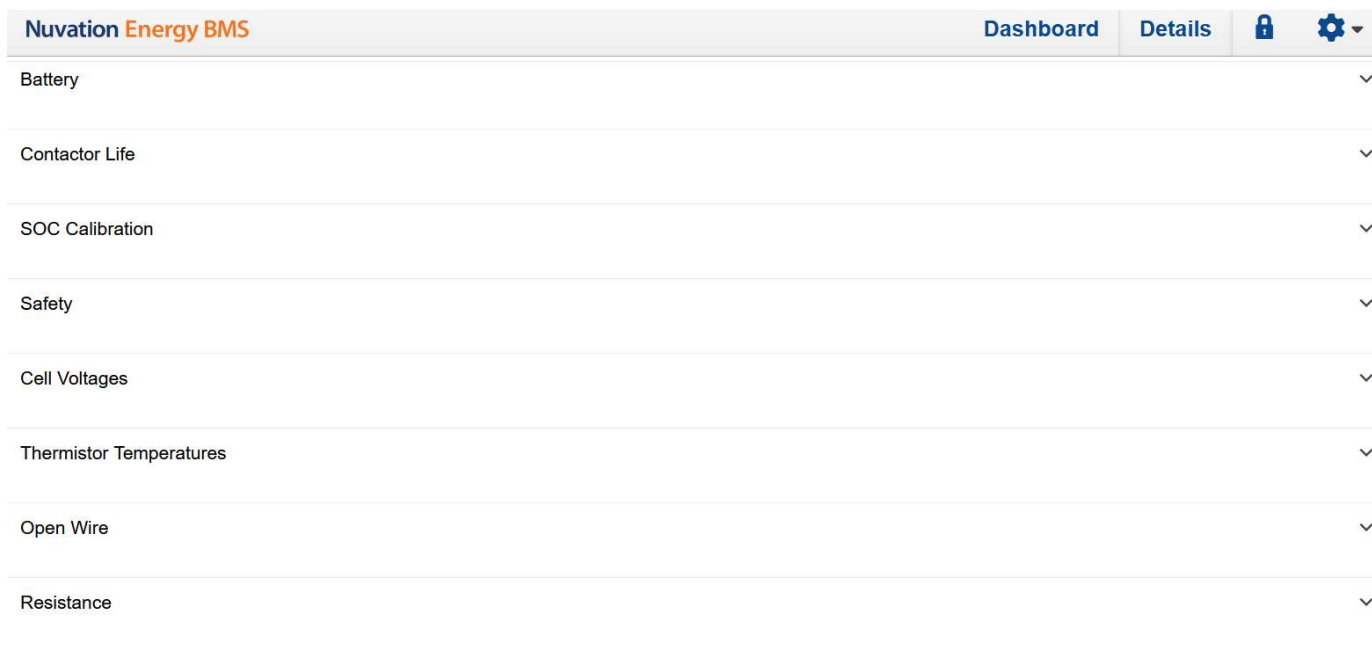 Nuvation Energy BMS Dashboard Details
Battery
Contactor Life
SOC Calibration
Safety
Cell Voltages
Thermistor Temperatures
Open Wire
Resistance